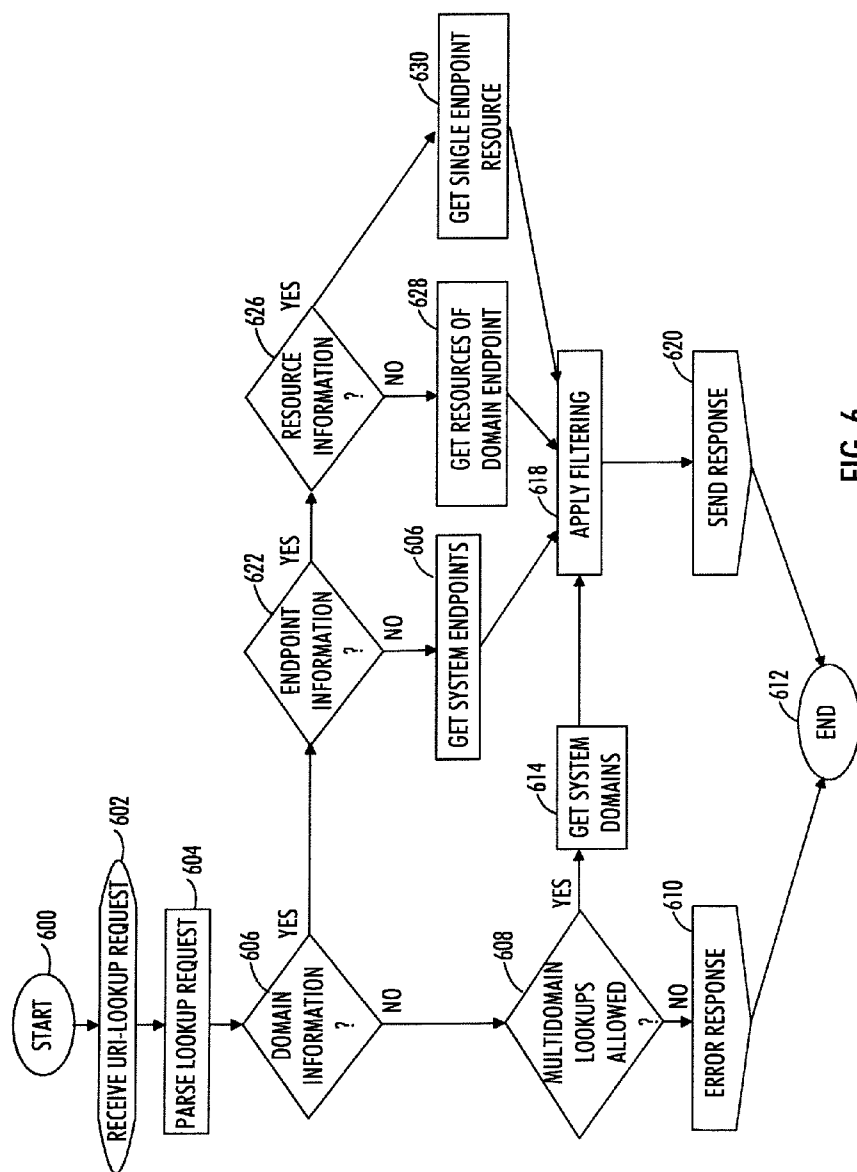 600
START
602
RECEIVE URI-LOOKUP REQUEST
604
PARSE LOOKUP REQUEST
606
DOMAIN
INFORMATION
?
YES
NO
622
ENDPOINT
INFORMATION
?
YES
NO
626
RESOURCE
INFORMATION
?
YES
NO
630
GET SINGLE ENDPOINT
RESOURCE
628
GET RESOURCES OF
DOMAIN ENDPOINT
606
GET SYSTEM ENDPOINTS
608
MULTIDOMAIN
LOOKUPS
ALLOWED
?
YES
NO
614
GET SYSTEM
DOMAINS
618
APPLY FILTERING
610
ERROR RESPONSE
620
SEND RESPONSE
612
END
FIG. 6